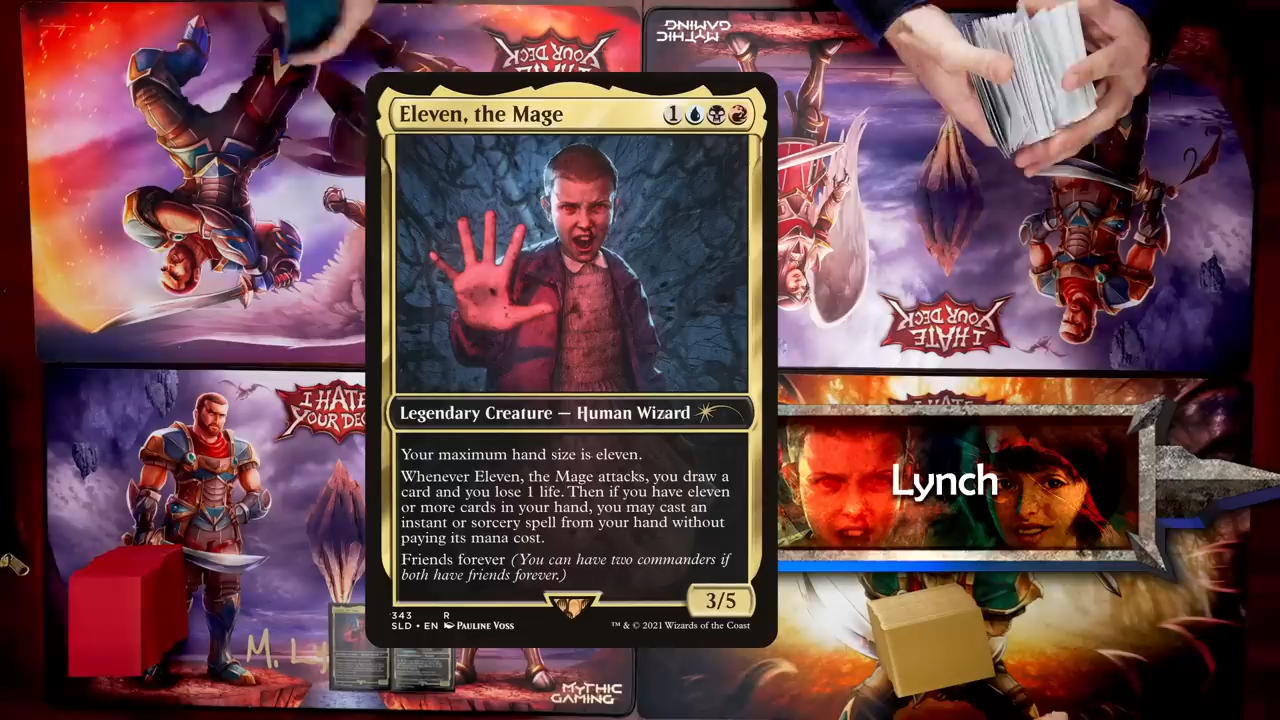 YOUR DECK
I HATE
MYTHIC
GAMING
Eleven, the Mage
1
Legendary Creature — Human Wizard
Your maximum hand size is eleven.
Whenever Eleven, the Mage attacks, you draw a
card and you lose 1 life. Then if you have eleven
or more cards in your hand, you may cast an
instant or sorcery spell from your hand without
paying its mana cost.
Friends forever (You can have two commanders if
both have friends forever.)
3/5
343 R
SLD • EN Pauline Voss
™ & © 2021 Wizards of the Coast
I HATE
YOUR DECK
I HATE
YOUR DEC
Lynch
M. Ly
MYTHIC
GAMING